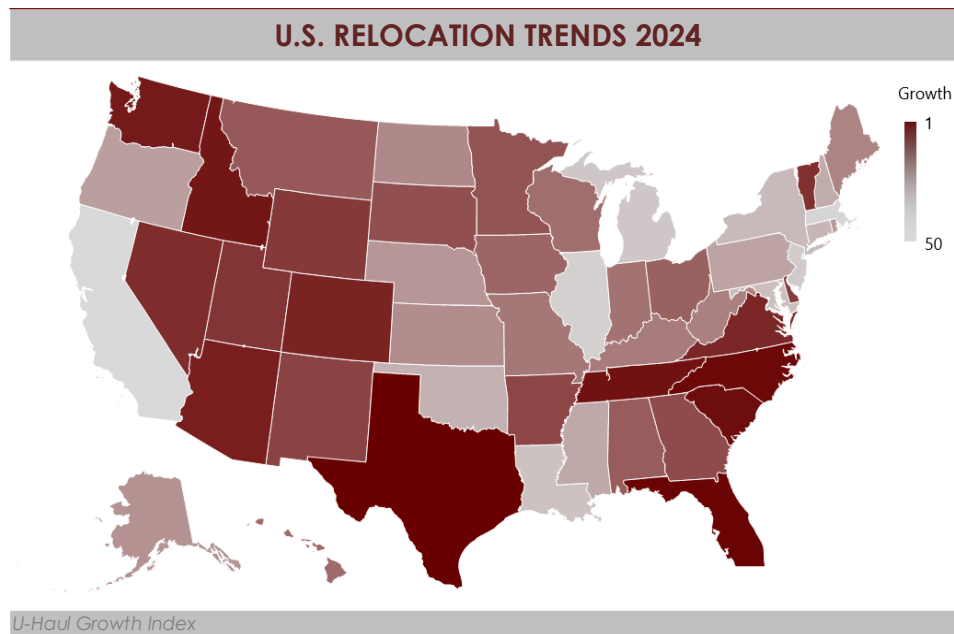 U.S. RELOCATION TRENDS 2024
Growth
1
50
U-Haul Growth Index